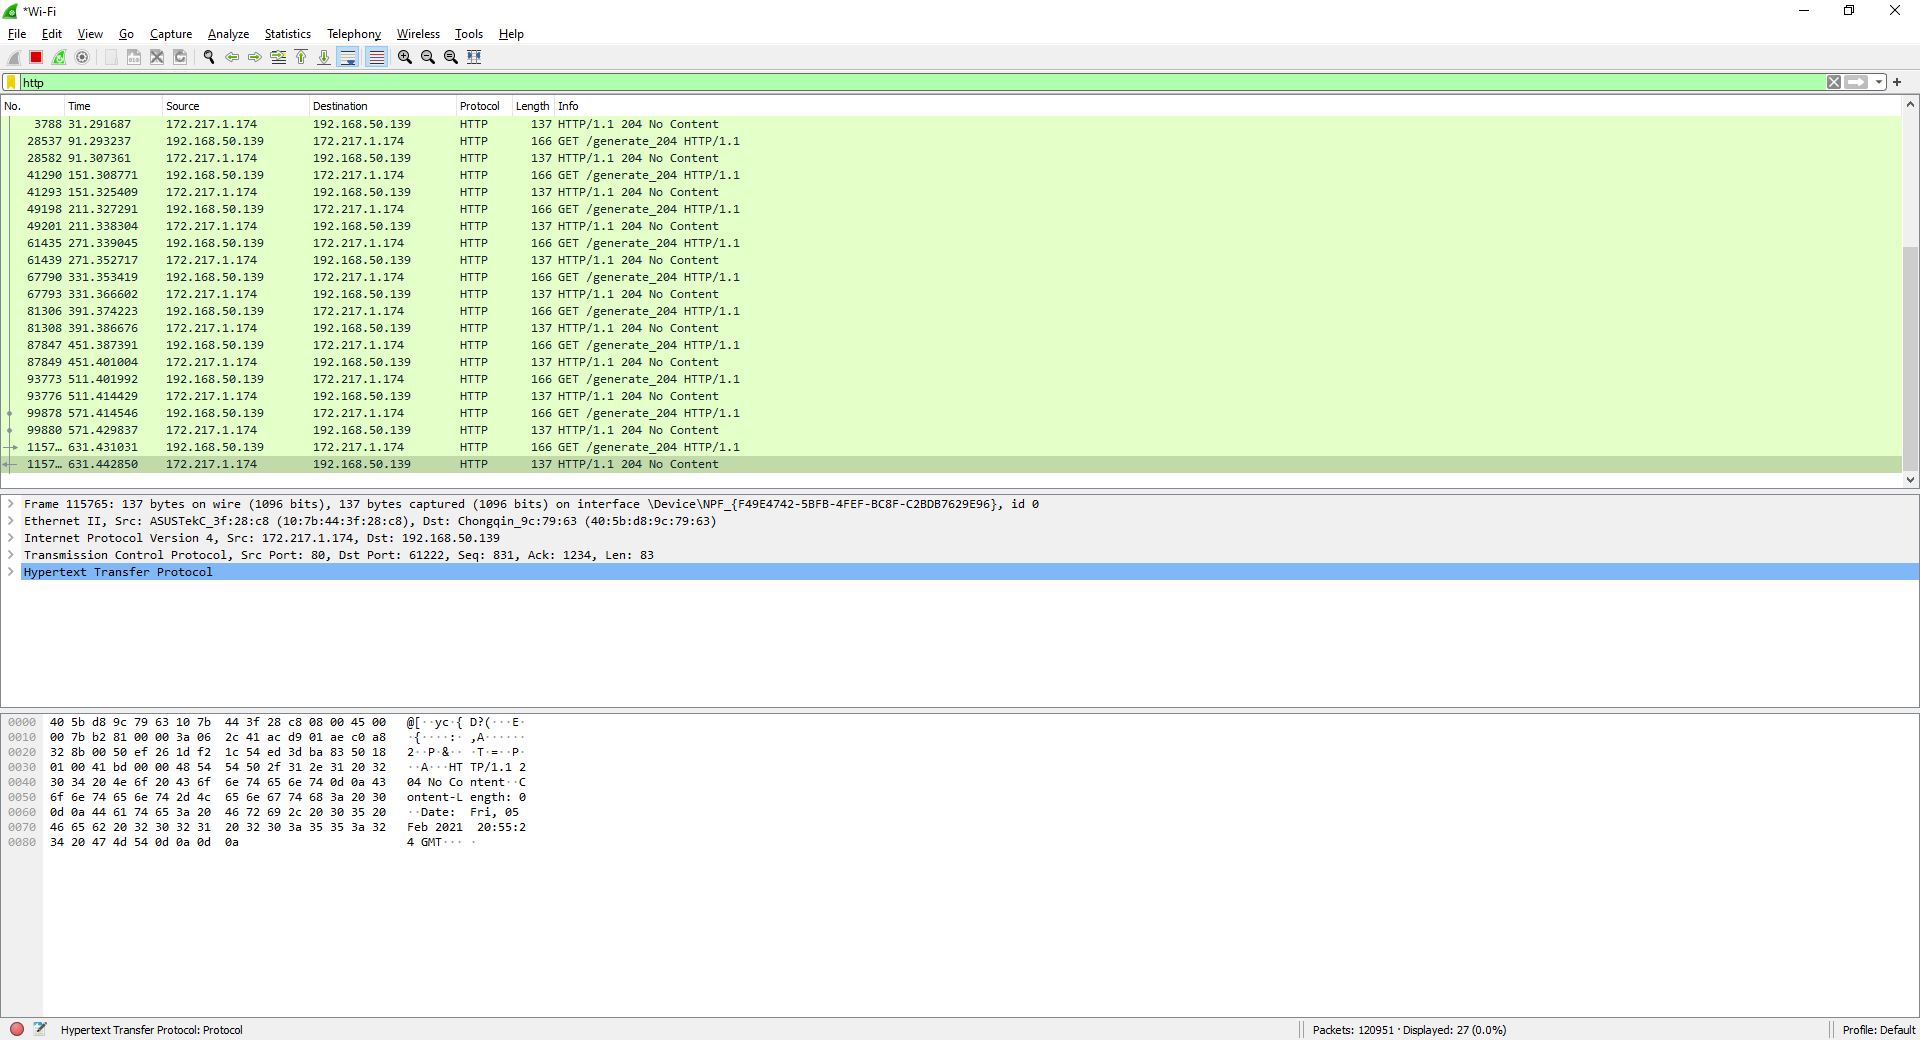 *Wi-Fi
File Edit View Go Capture Analyze Statistics Telephony Wireless Tools Help
http
No. Time Source Destination Protocol Length Info
3788 31.291687 172.217.1.174 192.168.50.139 HTTP 137 HTTP/1.1 204 No Content
28537 91.293237 192.168.50.139 172.217.1.174 HTTP 166 GET /generate_204 HTTP/1.1
28582 91.307361 172.217.1.174 192.168.50.139 HTTP 137 HTTP/1.1 204 No Content
41290 151.308771 192.168.50.139 172.217.1.174 HTTP 166 GET /generate_204 HTTP/1.1
41293 151.325409 172.217.1.174 192.168.50.139 HTTP 137 HTTP/1.1 204 No Content
49198 211.327291 192.168.50.139 172.217.1.174 HTTP 166 GET /generate_204 HTTP/1.1
49201 211.338304 172.217.1.174 192.168.50.139 HTTP 137 HTTP/1.1 204 No Content
61435 271.339045 192.168.50.139 172.217.1.174 HTTP 166 GET /generate_204 HTTP/1.1
61439 271.352717 172.217.1.174 192.168.50.139 HTTP 137 HTTP/1.1 204 No Content
67790 331.353419 192.168.50.139 172.217.1.174 HTTP 166 GET /generate_204 HTTP/1.1
67793 331.366602 172.217.1.174 192.168.50.139 HTTP 137 HTTP/1.1 204 No Content
81306 391.374223 192.168.50.139 172.217.1.174 HTTP 166 GET /generate_204 HTTP/1.1
81308 391.386676 172.217.1.174 192.168.50.139 HTTP 137 HTTP/1.1 204 No Content
87847 451.387391 192.168.50.139 172.217.1.174 HTTP 166 GET /generate_204 HTTP/1.1
87849 451.401004 172.217.1.174 192.168.50.139 HTTP 137 HTTP/1.1 204 No Content
93773 511.401992 192.168.50.139 172.217.1.174 HTTP 166 GET /generate_204 HTTP/1.1
93776 511.414429 172.217.1.174 192.168.50.139 HTTP 137 HTTP/1.1 204 No Content
99878 571.414546 192.168.50.139 172.217.1.174 HTTP 166 GET /generate_204 HTTP/1.1
99880 571.429837 172.217.1.174 192.168.50.139 HTTP 137 HTTP/1.1 204 No Content
1157… 631.431031 192.168.50.139 172.217.1.174 HTTP 166 GET /generate_204 HTTP/1.1
1157… 631.442850 172.217.1.174 192.168.50.139 HTTP 137 HTTP/1.1 204 No Content
Frame 115765: 137 bytes on wire (1096 bits), 137 bytes captured (1096 bits) on interface \Device\NPF_{F49E4742-5BFB-4FEF-BC8F-C2BDB7629E96}, id 0
Ethernet II, Src: ASUSTekC_3f:28:c8 (10:7b:44:3f:28:c8), Dst: Chongqin_9c:79:63 (40:5b:d8:9c:79:63)
Internet Protocol Version 4, Src: 172.217.1.174, Dst: 192.168.50.139
Transmission Control Protocol, Src Port: 80, Dst Port: 61222, Seq: 831, Ack: 1234, Len: 83
Hypertext Transfer Protocol
0000 40 5b d8 9c 79 63 10 7b 44 3f 28 c8 08 00 45 00 @[··yc·{ D?(···E·
0010 00 7b b2 81 00 00 3a 06 2c 41 ac d9 01 ae c0 a8 ·{····:· ,A······
0020 32 8b 00 50 ef 26 1d f2 1c 54 ed 3d ba 83 50 18 2··P·&·· ·T·=··P·
0030 01 00 41 bd 00 00 48 54 54 50 2f 31 2e 31 20 32 ··A···HT TP/1.1 2
0040 30 34 20 4e 6f 20 43 6f 6e 74 65 6e 74 0d 0a 43 04 No Co ntent··C
0050 6f 6e 74 65 6e 74 2d 4c 65 6e 67 74 68 3a 20 30 ontent-L ength: 0
0060 0d 0a 44 61 74 65 3a 20 46 72 69 2c 20 30 35 20 ··Date: Fri, 05
0070 46 65 62 20 32 30 32 31 20 32 30 3a 35 35 3a 32 Feb 2021 20:55:2
0080 34 20 47 4d 54 0d 0a 0d 0a 4 GMT··· ·
Hypertext Transfer Protocol: Protocol
Packets: 120951 · Displayed: 27 (0.0%)
Profile: Default